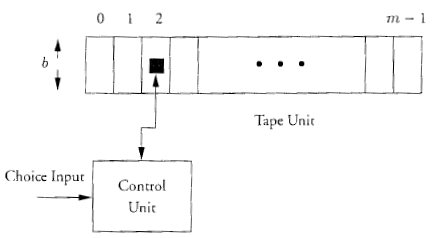 0 1 2 m − 1
b
• • •
Tape Unit
Choice Input
Control
Unit